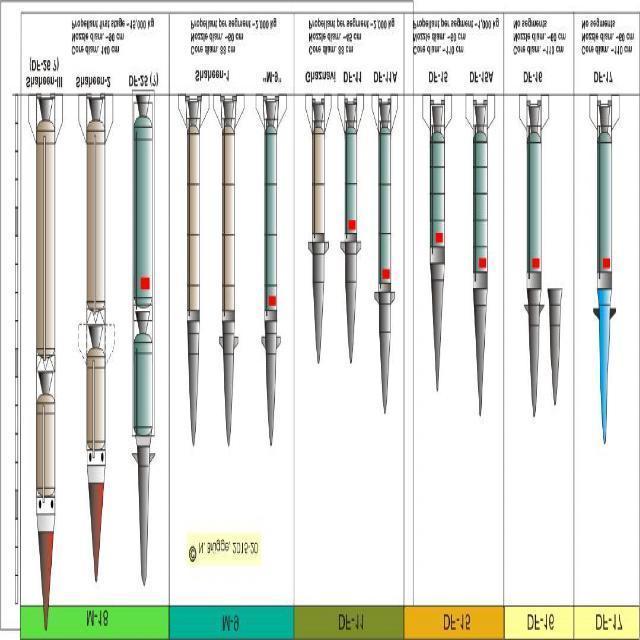 M-18
M-9
DF-11
DF-15
DF-16
DF-17
© N. Brügge, 2015-20
Shaheen-III
(DF-26 ?)
Shaheen-2
DF-25 (?)
Core diam. 140 cm
Nozzle diam. ~90 cm
Propellant first stage ~15.000 kg
Shaheen-1
"M-9"
Core diam. 88 cm
Nozzle diam. ~60 cm
Propellant per segment ~2.000 kg
Ghaznavi
DF-11
DF-11A
Core diam. 88 cm
Nozzle diam. ~45 cm
Propellant per segment ~2.000 kg
DF-15
DF-15A
Core diam. ~110 cm
Nozzle diam.
Propellant per segment ~1.000 kg
DF-16
Core diam. ~110 cm
Nozzle diam. ~60 cm
No segments
DF-17
Core diam. ~110 cm
Nozzle diam. ~60 cm
No segments